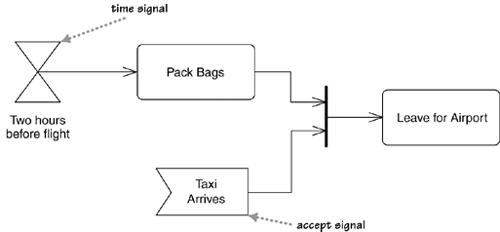 time signal
Pack Bags
Two hours
before flight
Leave for Airport
Taxi
Arrives
accept signal